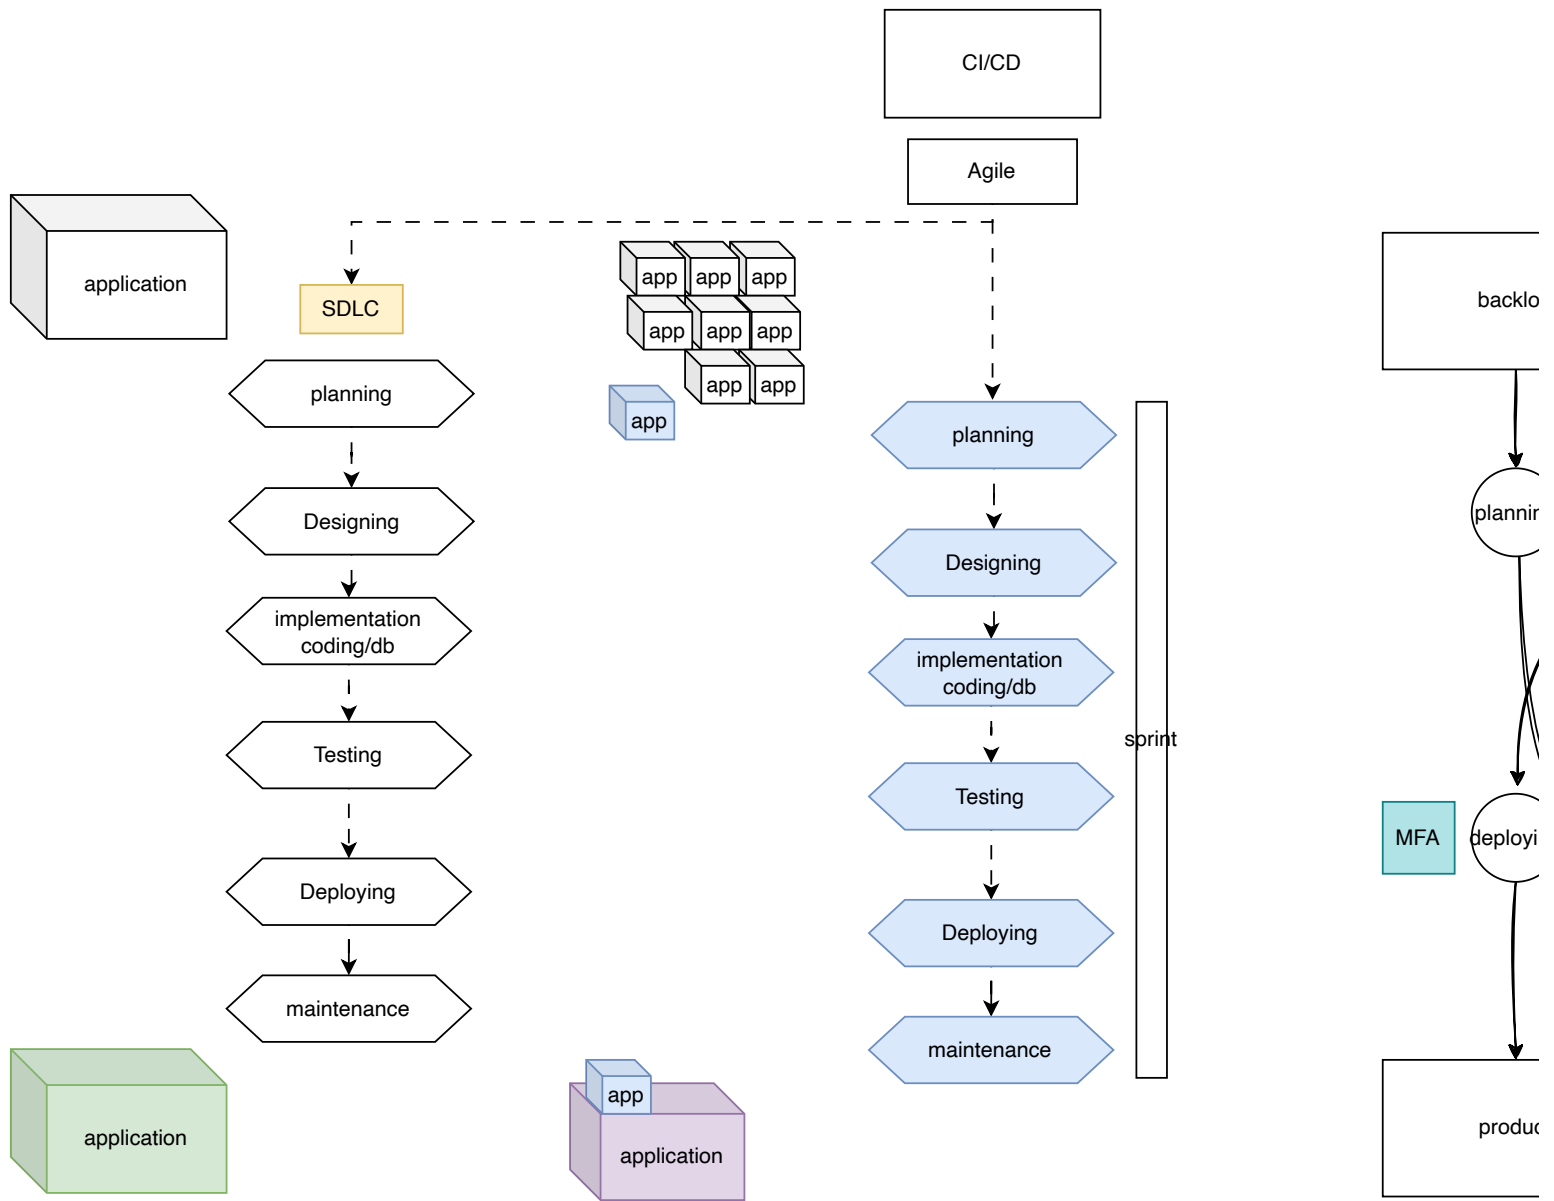 CI/CD
Agile
application
SDLC
planning
Designing
implementation
coding/db
Testing
Deploying
maintenance
application
app
app
app
app
app
app
app
app
app
app
application
planning
Designing
implementation
coding/db
Testing
Deploying
maintenance
sprint
backlo
plannin
MFA
deployi
produc